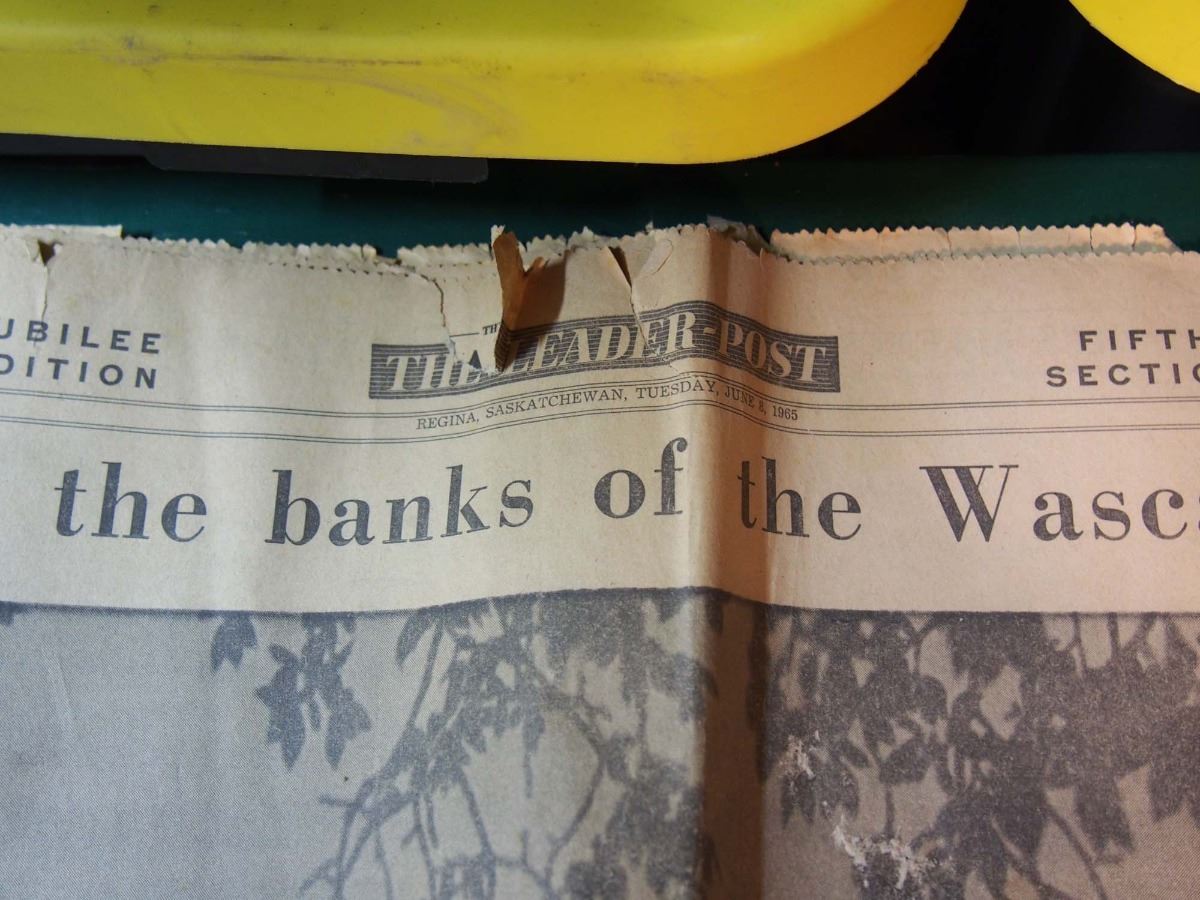 UBILEE
DITION
THE LEADER-POST
REGINA, SASKATCHEWAN, TUESDAY, JUNE 8, 1965
FIFTH
SECTIO
the banks of the Wasc